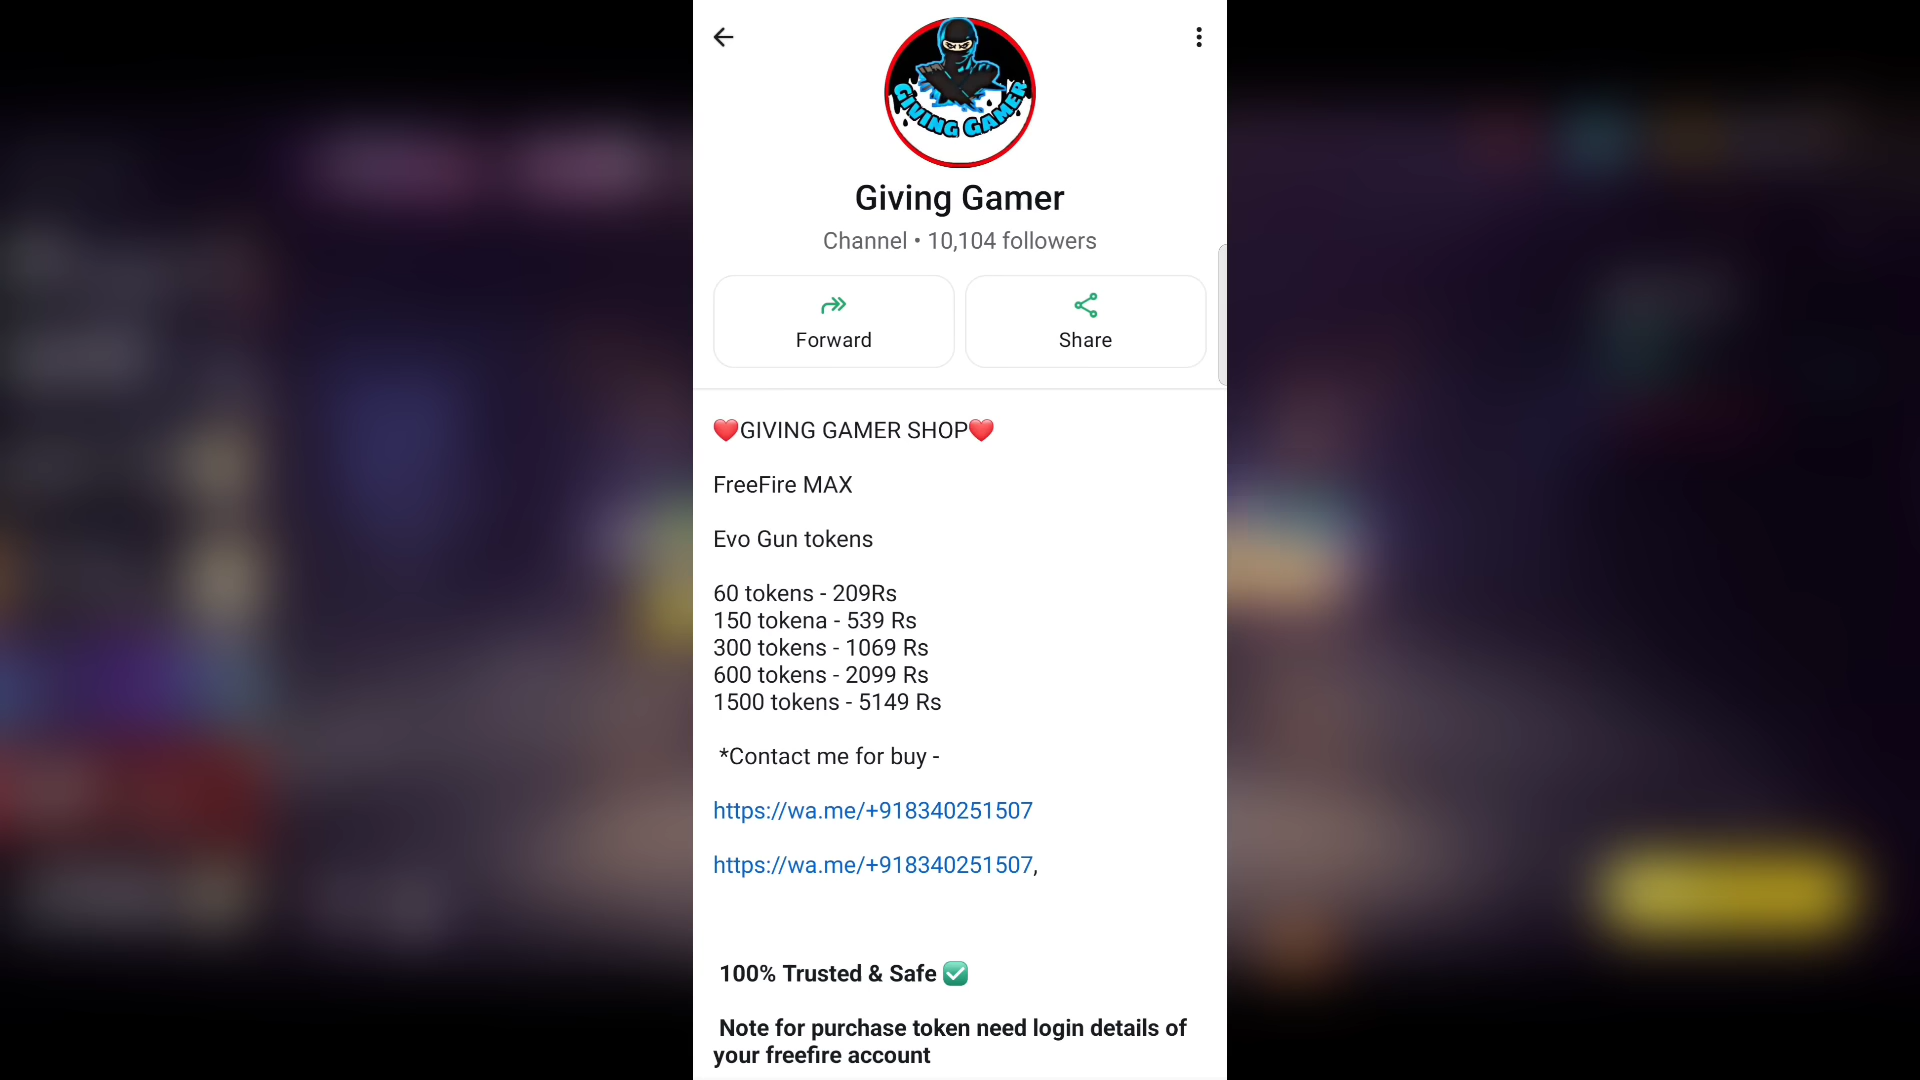 GIVING GAMER
Giving Gamer
Channel • 10,104 followers
Forward
Share
❤️GIVING GAMER SHOP❤️
FreeFire MAX
Evo Gun tokens
60 tokens - 209Rs
150 tokena - 539 Rs
300 tokens - 1069 Rs
600 tokens - 2099 Rs
1500 tokens - 5149 Rs
*Contact me for buy -
https://wa.me/+918340251507
https://wa.me/+918340251507,
100% Trusted & Safe ✅
Note for purchase token need login details of
your freefire account